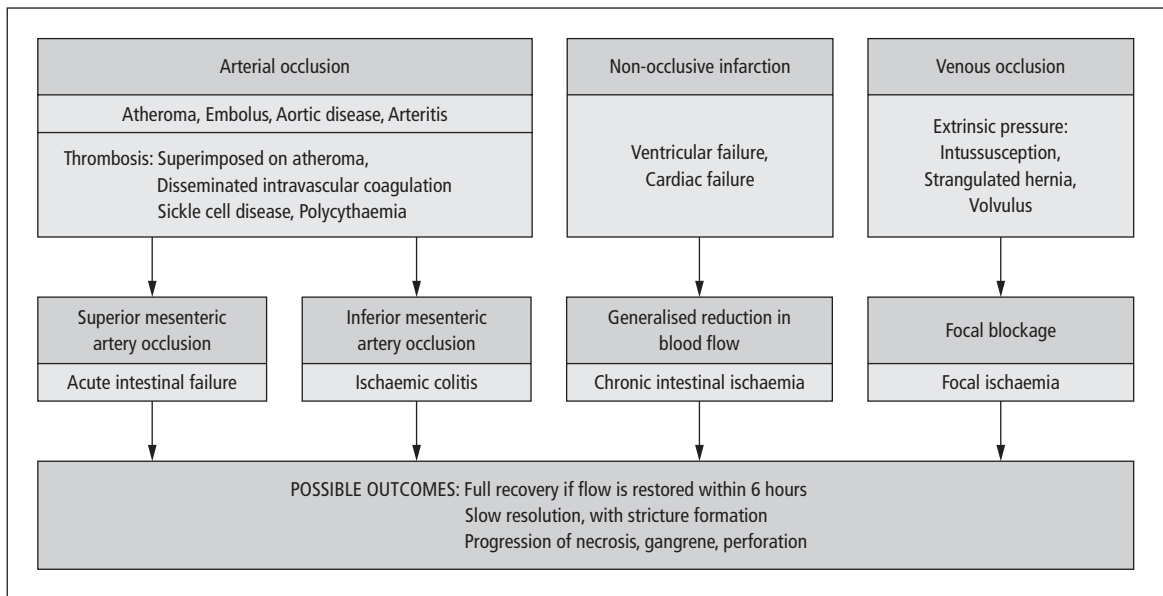 Arterial occlusion
Atheroma, Embolus, Aortic disease, Arteritis
Thrombosis: Superimposed on atheroma,
Disseminated intravascular coagulation
Sickle cell disease, Polycythaemia
Non-occlusive infarction
Ventricular failure,
Cardiac failure
Venous occlusion
Extrinsic pressure:
Intussusception,
Strangulated hernia,
Volvulus
Superior mesenteric
artery occlusion
Acute intestinal failure
Inferior mesenteric
artery occlusion
Ischaemic colitis
Generalised reduction in
blood flow
Chronic intestinal ischaemia
Focal blockage
Focal ischaemia
POSSIBLE OUTCOMES: Full recovery if flow is restored within 6 hours
Slow resolution, with stricture formation
Progression of necrosis, gangrene, perforation